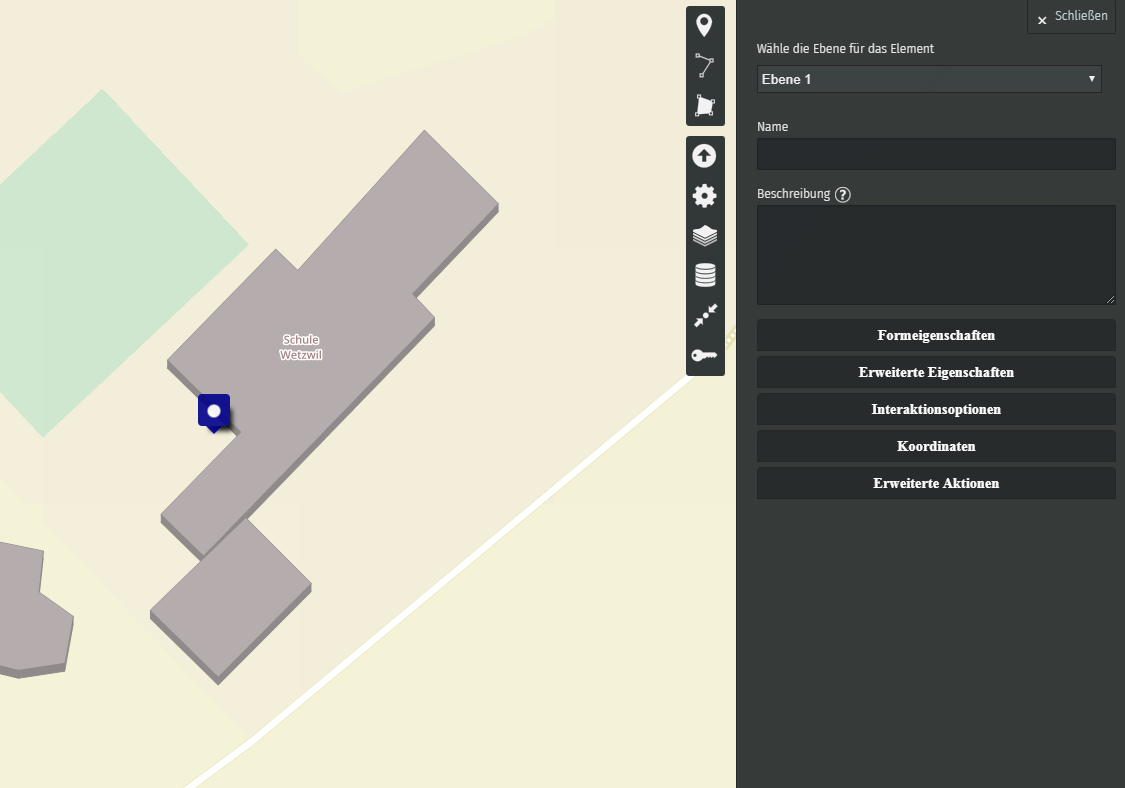 Schließen
Wähle die Ebene für das Element
Ebene 1
Name
Beschreibung ?
Formeigenschaften
Erweiterte Eigenschaften
Interaktionsoptionen
Koordinaten
Erweiterte Aktionen
Schule
Wetzwil